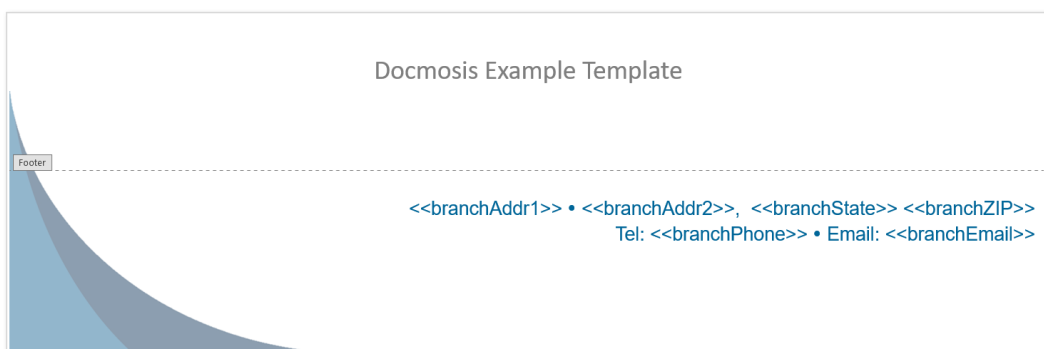 Docmosis Example Template
Footer
<<branchAddr1>> • <<branchAddr2>>,  <<branchState>> <<branchZIP>>
Tel: <<branchPhone>> • Email: <<branchEmail>>